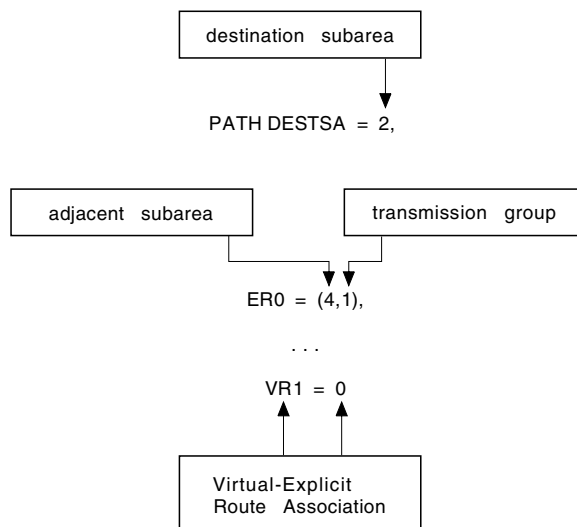 destination subarea
PATH DESTSA = 2,
adjacent subarea
transmission group
ER0 = (4,1),
. . .
VR1 = 0
Virtual-Explicit
Route Association